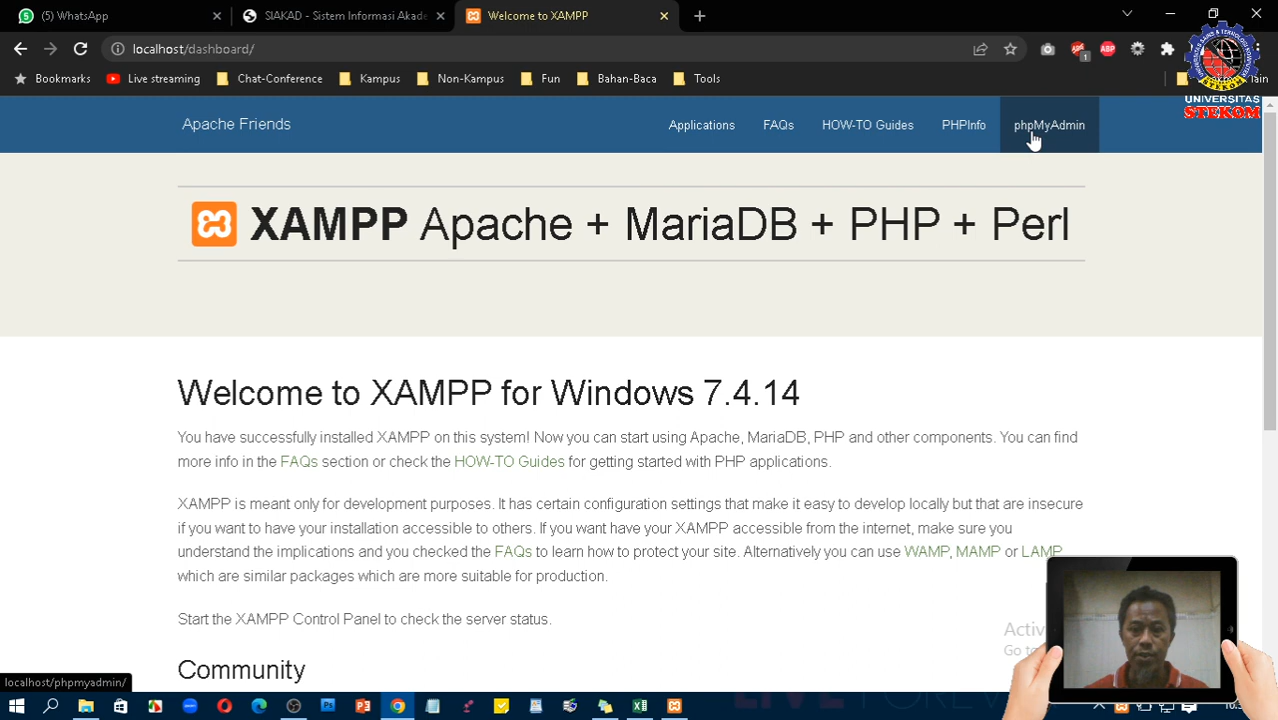 (5) WhatsApp
SIAKAD - Sistem Informasi Akade
Welcome to XAMPP
localhost/dashboard/
Bookmarks
Live streaming
Chat-Conference
Kampus
Non-Kampus
Fun
Bahan-Baca
Tools
UNIVERSITAS
STEKOM
Apache Friends
Applications
FAQs
HOW-TO Guides
PHPInfo
phpMyAdmin
XAMPP Apache + MariaDB + PHP + Perl
Welcome to XAMPP for Windows 7.4.14
You have successfully installed XAMPP on this system! Now you can start using Apache, MariaDB, PHP and other components. You can find
more info in the FAQs section or check the HOW-TO Guides for getting started with PHP applications.
XAMPP is meant only for development purposes. It has certain configuration settings that make it easy to develop locally but that are insecure
if you want to have your installation accessible to others. If you want have your XAMPP accessible from the internet, make sure you
understand the implications and you checked the FAQs to learn how to protect your site. Alternatively you can use WAMP, MAMP or LAMP
which are similar packages which are more suitable for production.
Start the XAMPP Control Panel to check the server status.
Activ
Go to
Community
localhost/phpmyadmin/